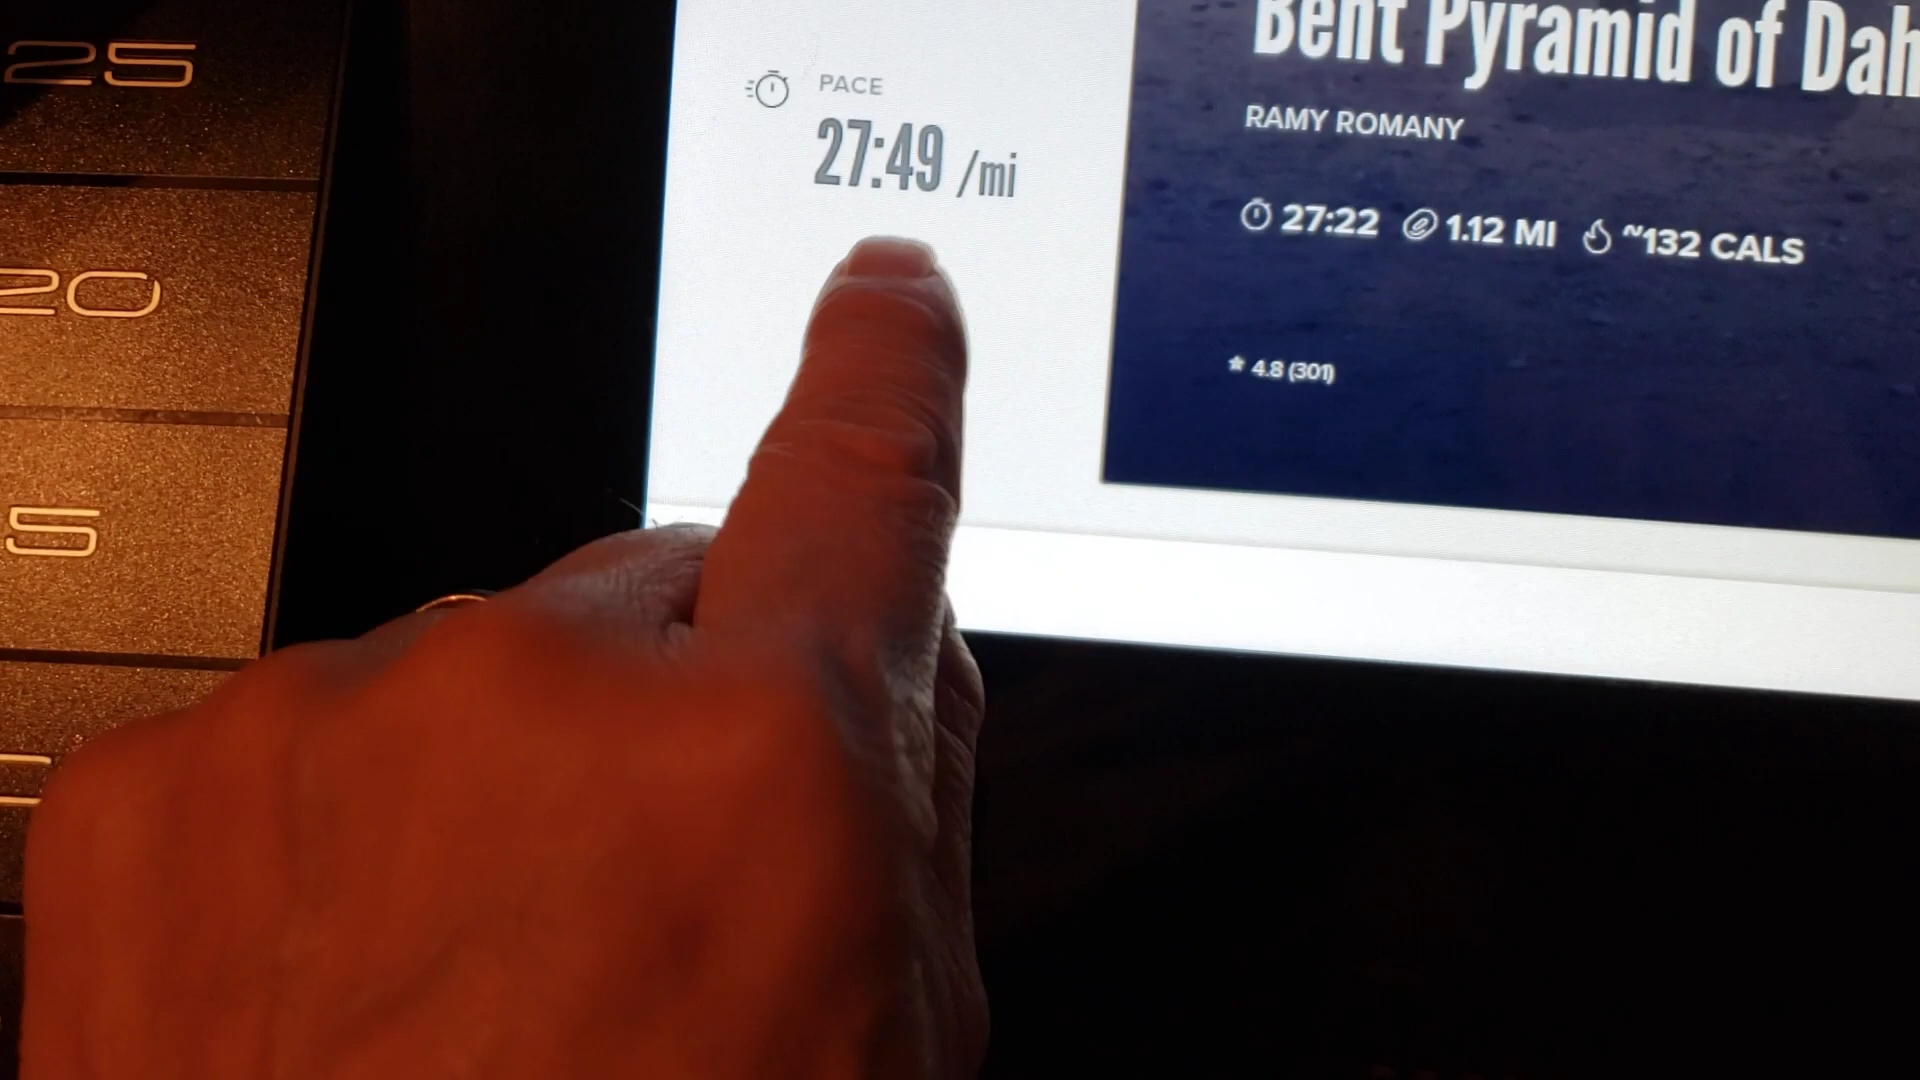 25
20
5
PACE
27:49 /mi
Bent Pyramid of Dah
RAMY ROMANY
27:22 1.12 MI ~132 CALS
★ 4.8 (301)